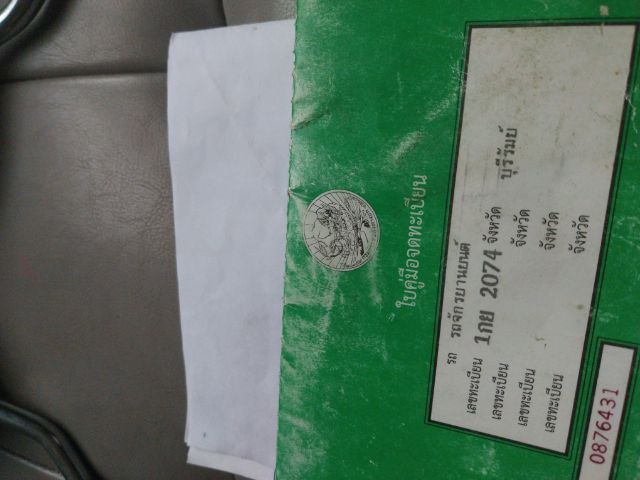 ใบคู่มือจดทะเบียน
รถ รถจักรยานยนต์
เลขทะเบียน 1กย 2074 จังหวัด บุรีรัมย์
เลขทะเบียน จังหวัด
เลขทะเบียน จังหวัด
เลขทะเบียน จังหวัด
0876431